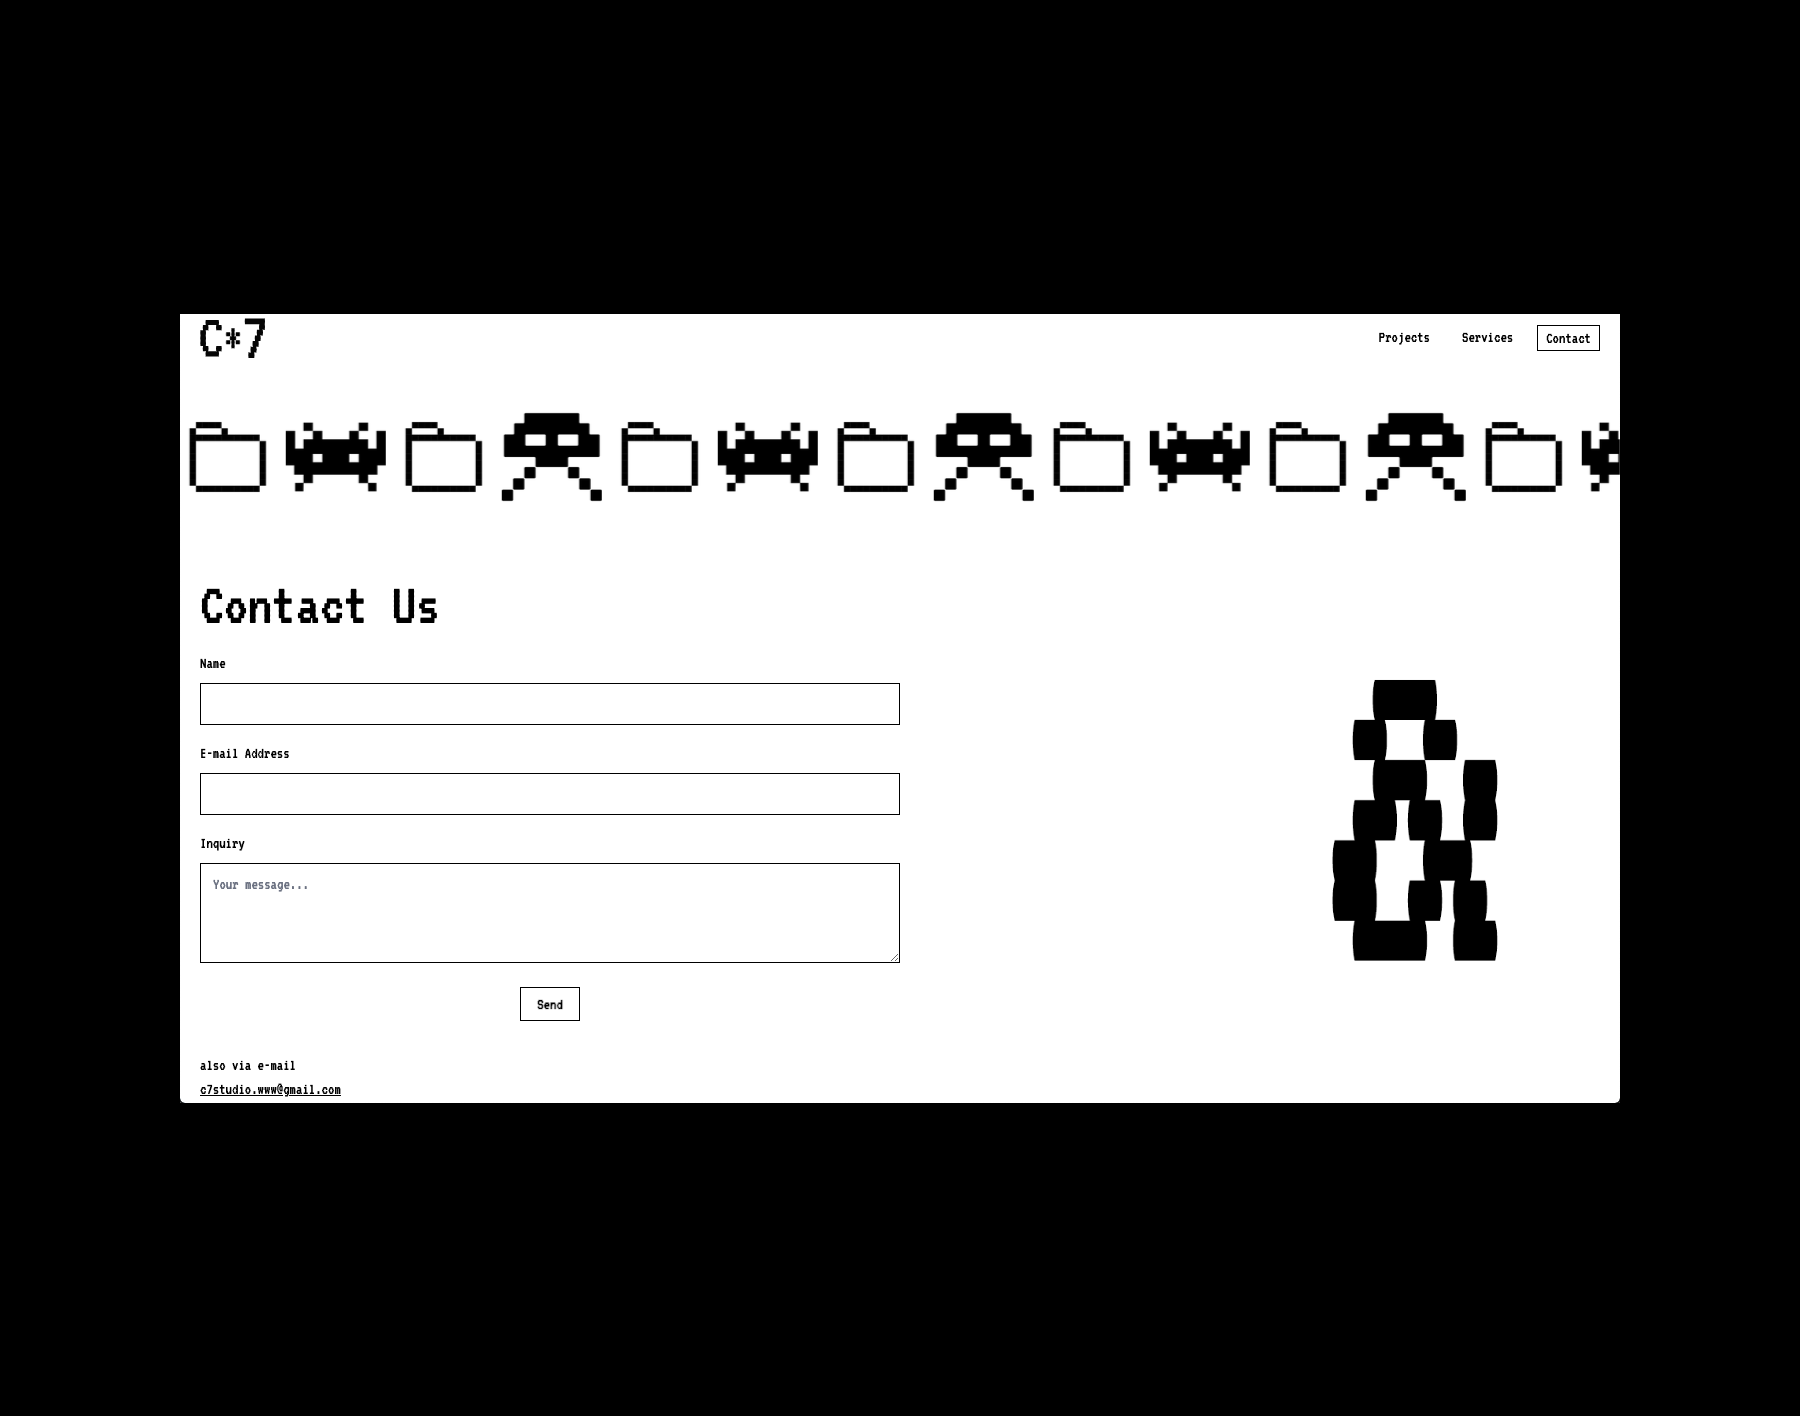 C*7
Projects Services Contact
Contact Us
Name
E-mail Address
Inquiry
Your message...
&
Send
also via e-mail
c7studio.www@gmail.com